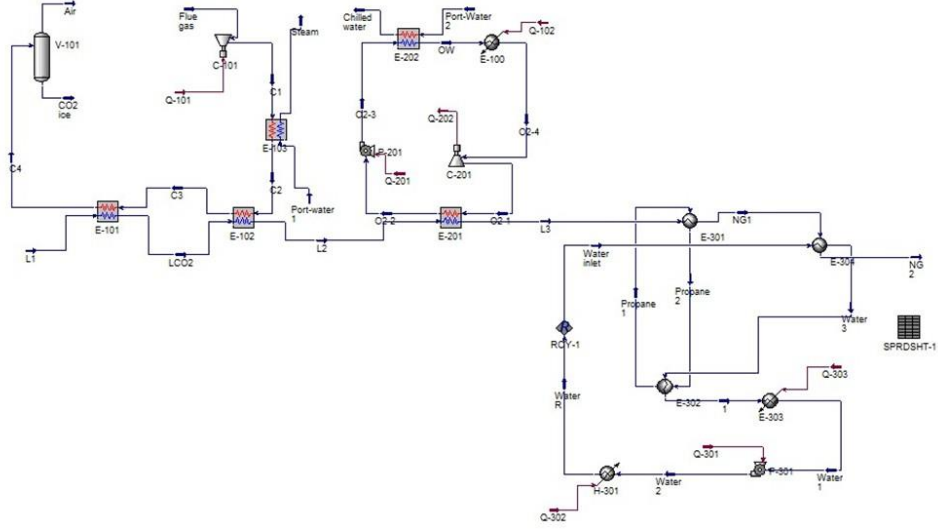 Air
V-101
CO2
ice
Flue
gas
C-101
Q-101
C1
Steam
E-103
C2
Port-water
1
C4
C3
E-101
E-102
L1
LCO2
L2
Chilled
water
Port-Water
2
E-202
OW
E-100
Q-102
O2-3
O2-4
Q-202
P-201
Q-201
C-201
O2-2
O2-1
E-201
L3
E-301
NG1
Water
inlet
E-304
NG
2
Propane
1
Propane
2
Water
3
RCY-1
SPRDSHT-1
Water
R
E-302
1
E-303
Q-303
Q-301
P-301
Water
1
Water
2
H-301
Q-302